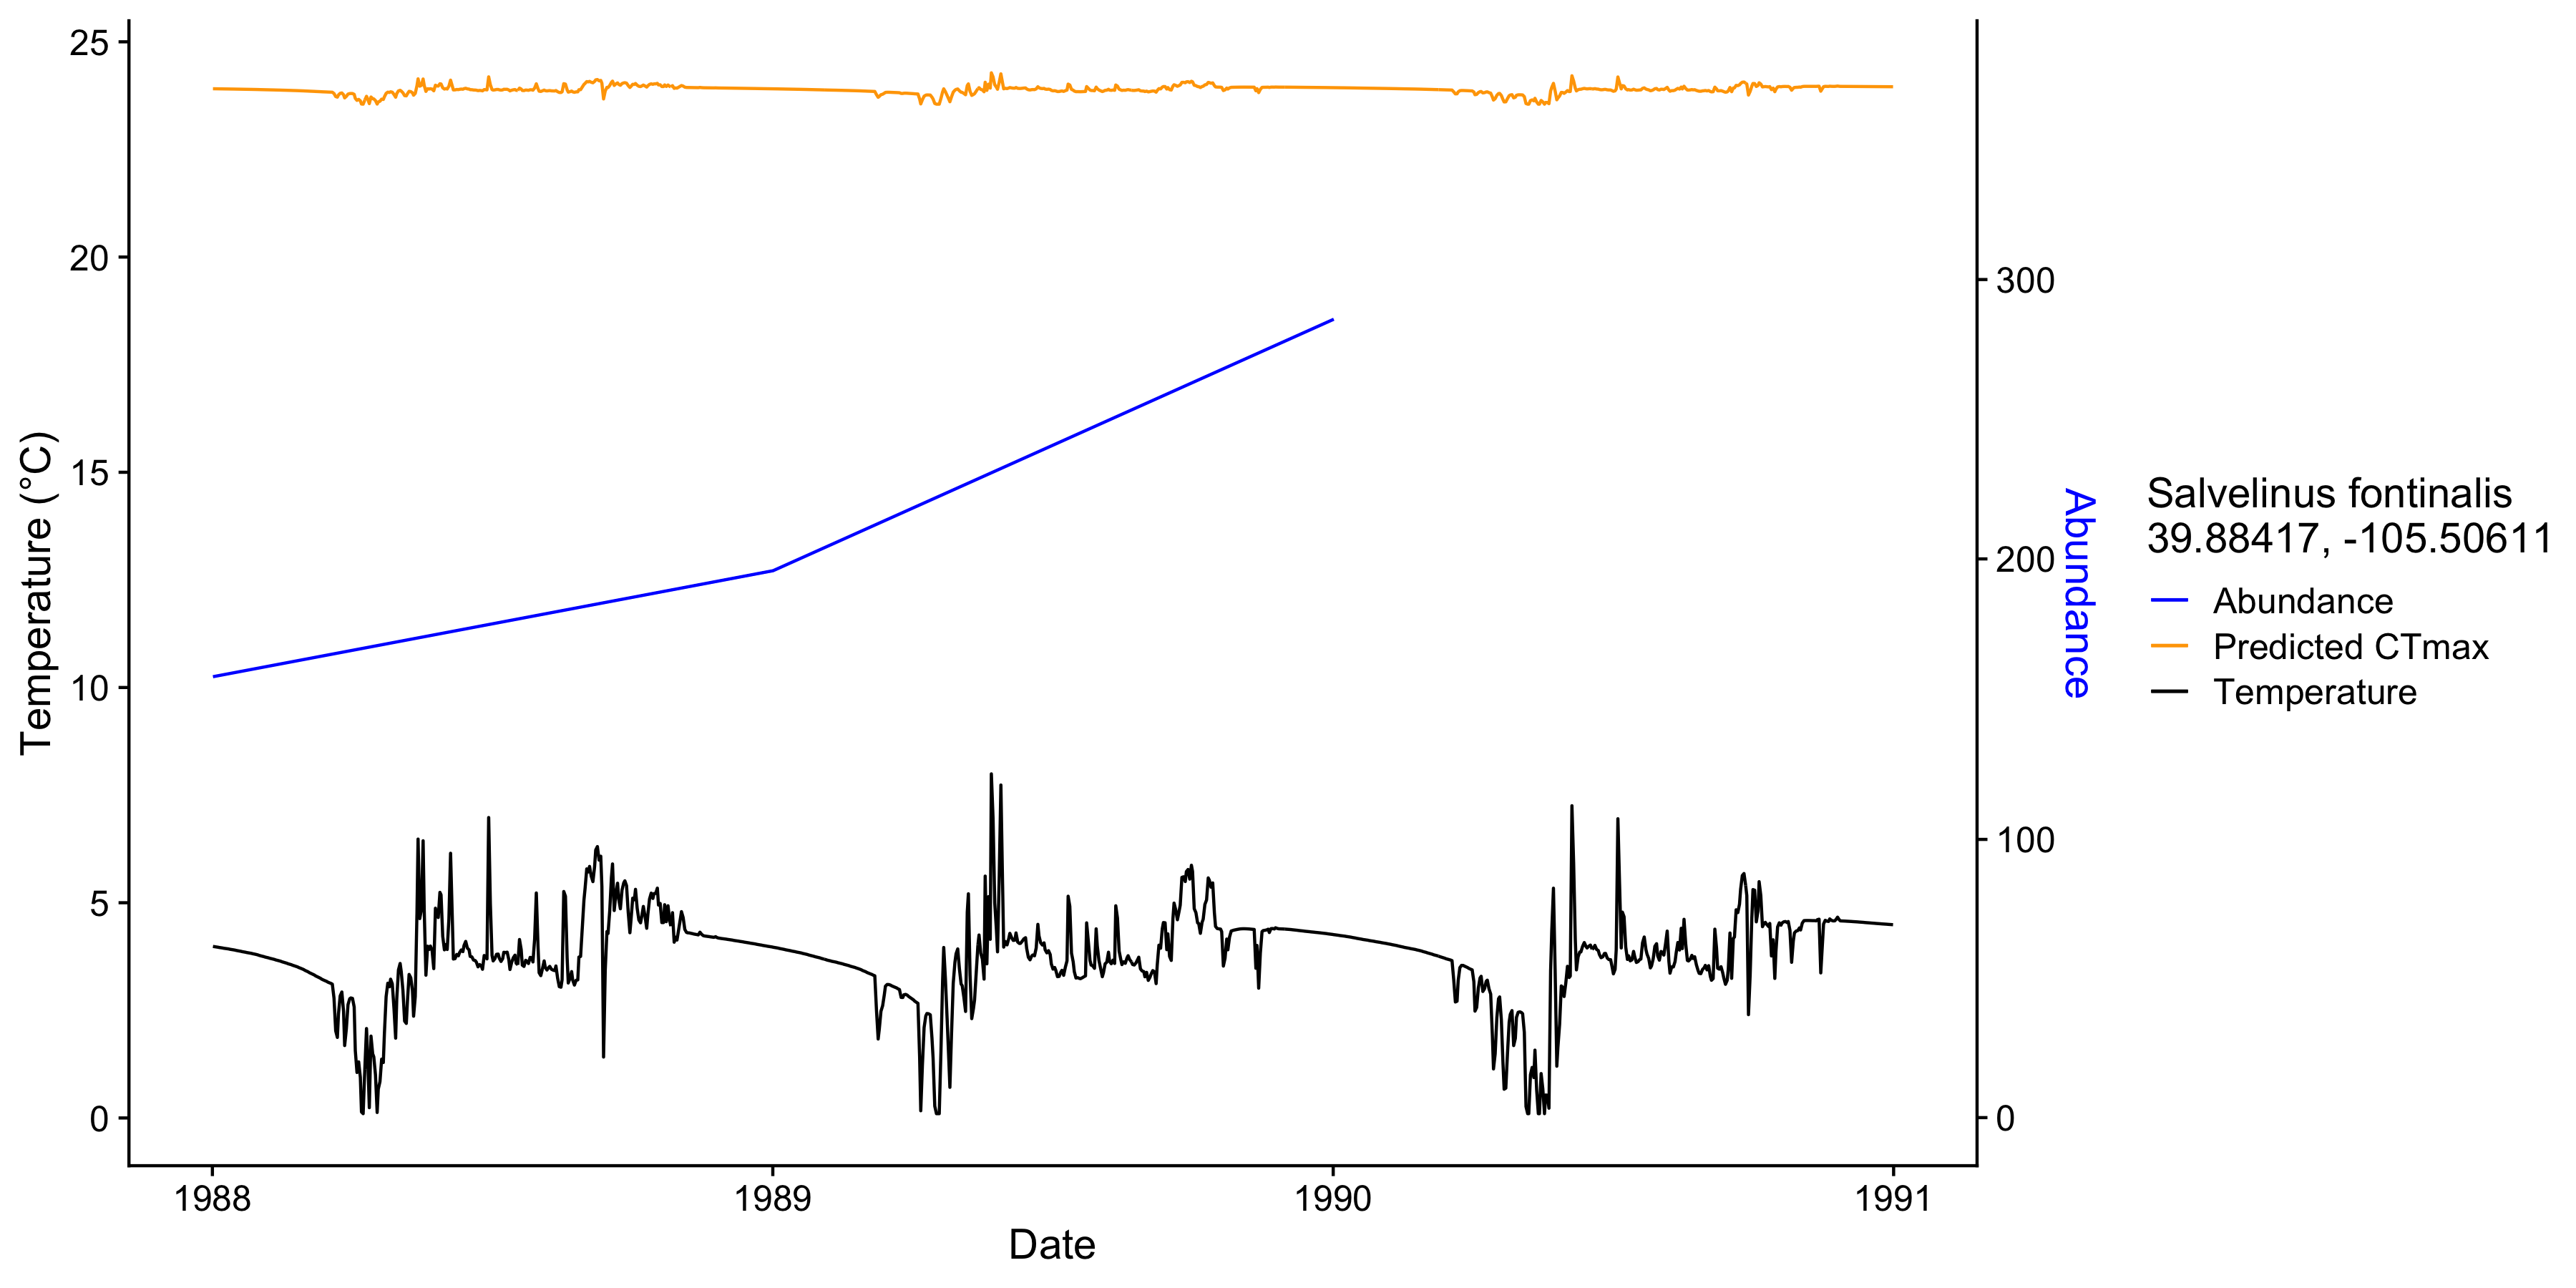 25
20
15
10
5
0
Temperature (°C)
1988
1989
1990
1991
Date
300
200
100
0
Abundance
Salvelinus fontinalis
39.88417, -105.50611
Abundance
Predicted CTmax
Temperature